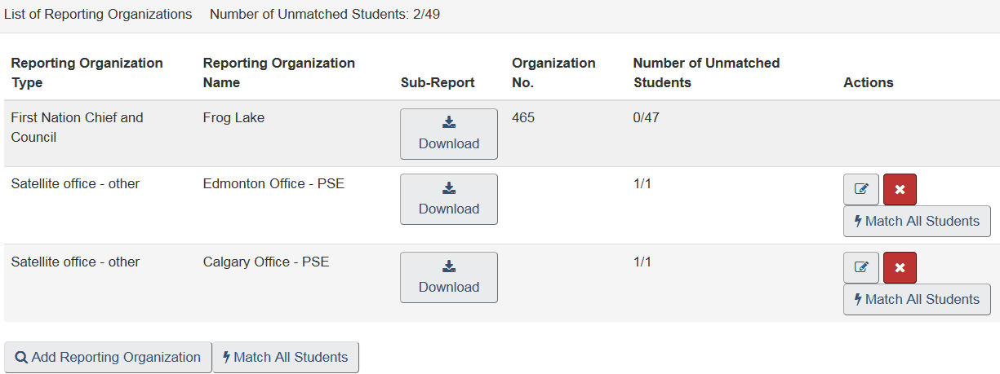 List of Reporting Organizations Number of Unmatched Students: 2/49
Reporting Organization Type
Reporting Organization Name
Sub-Report
Organization No.
Number of Unmatched Students
Actions
First Nation Chief and Council
Frog Lake
Download
465
0/47
Satellite office - other
Edmonton Office - PSE
Download
1/1
Match All Students
Satellite office - other
Calgary Office - PSE
Download
1/1
Match All Students
Add Reporting Organization
Match All Students